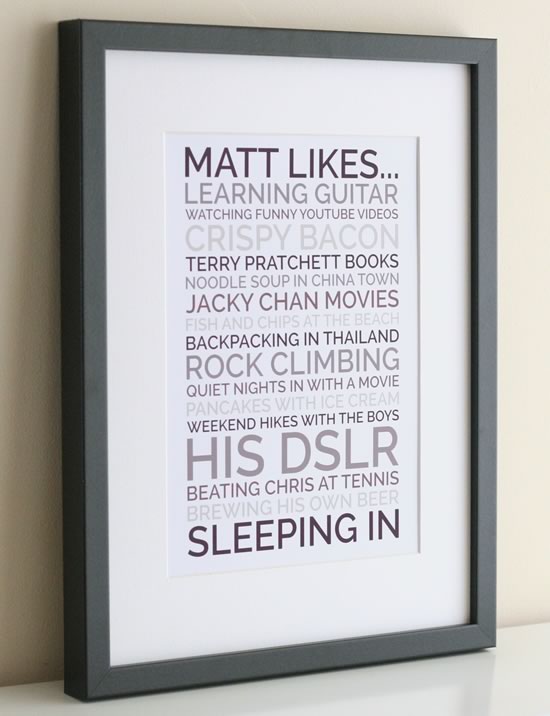 MATT LIKES...
LEARNING GUITAR
WATCHING FUNNY YOUTUBE VIDEOS
CRISPY BACON
TERRY PRATCHETT BOOKS
NOODLE SOUP IN CHINA TOWN
JACKY CHAN MOVIES
FISH AND CHIPS AT THE BEACH
BACKPACKING IN THAILAND
ROCK CLIMBING
QUIET NIGHTS IN WITH A MOVIE
PANCAKES WITH ICE CREAM
WEEKEND HIKES WITH THE BOYS
HIS DSLR
BEATING CHRIS AT TENNIS
BREWING HIS OWN BEER
SLEEPING IN